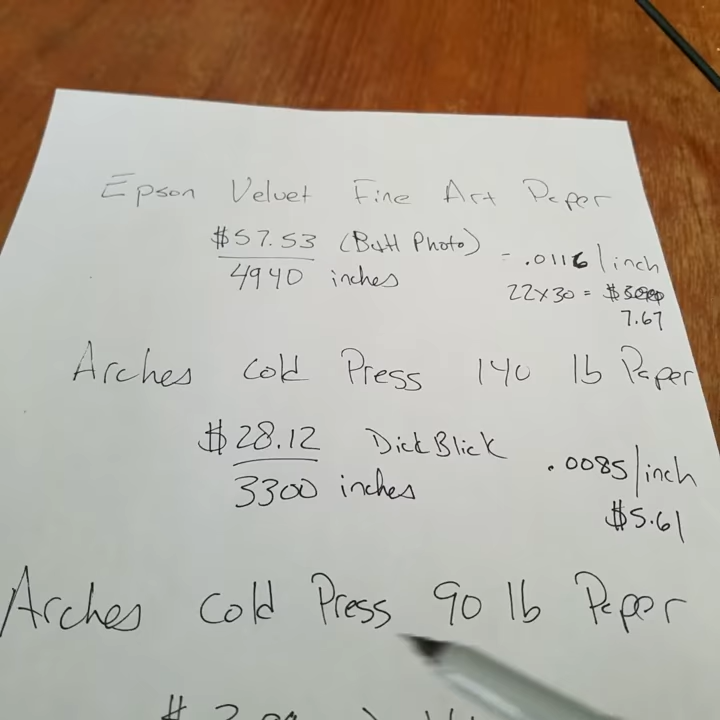 Epson Velvet Fine Art Paper
$57.53 (B&H Photo)
4940 inches
= .0116/inch
22x30 =
7.67
Arches Cold Press 140 lb Paper
$28.12 Dick Blick
3300 inches
.0085/inch
$5.61
Arches Cold Press 90 lb Paper
$